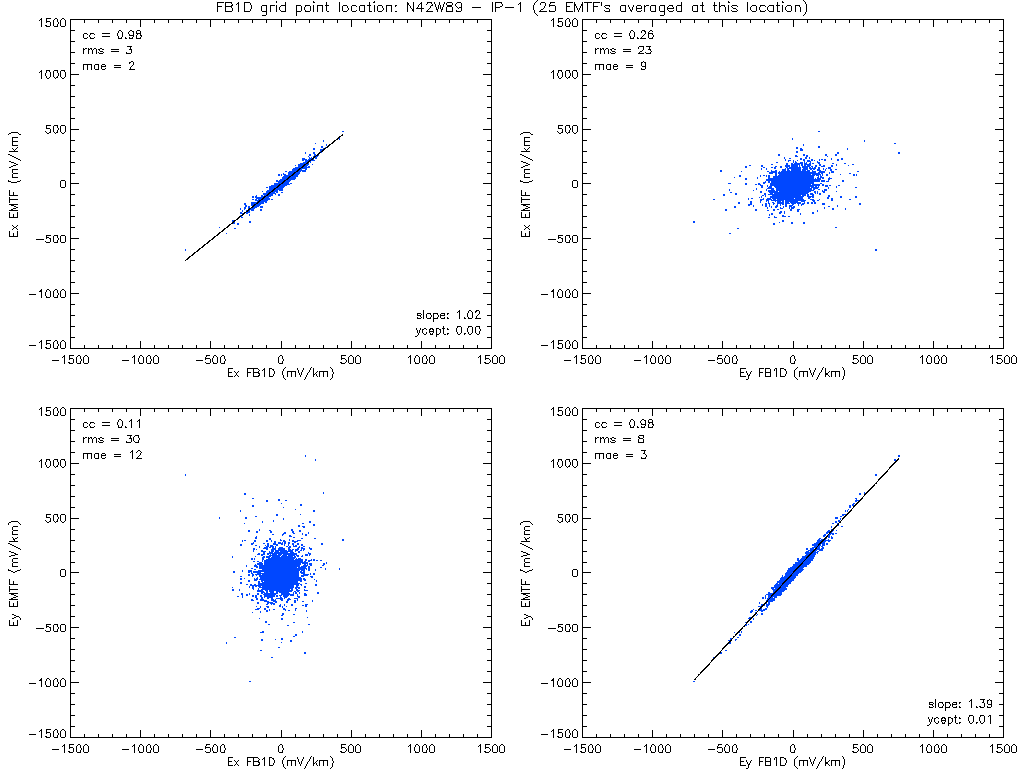 FB1D grid point location: N42W89 - IP-1 (25 EMTF's averaged at this location)
cc = 0.98
rms = 3
mae = 2
1500
1000
500
0
-500
-1000
-1500
Ex EMTF (mV/km)
slope: 1.02
ycept: 0.00
-1500 -1000 -500 0 500 1000 1500
Ex FB1D (mV/km)
cc = 0.26
rms = 23
mae = 9
1500
1000
500
0
-500
-1000
-1500
Ex EMTF (mV/km)
-1500 -1000 -500 0 500 1000 1500
Ey FB1D (mV/km)
cc = 0.11
rms = 30
mae = 12
1500
1000
500
0
-500
-1000
-1500
Ey EMTF (mV/km)
-1500 -1000 -500 0 500 1000 1500
Ex FB1D (mV/km)
cc = 0.98
rms = 8
mae = 3
1500
1000
500
0
-500
-1000
-1500
Ey EMTF (mV/km)
slope: 1.39
ycept: 0.01
-1500 -1000 -500 0 500 1000 1500
Ey FB1D (mV/km)